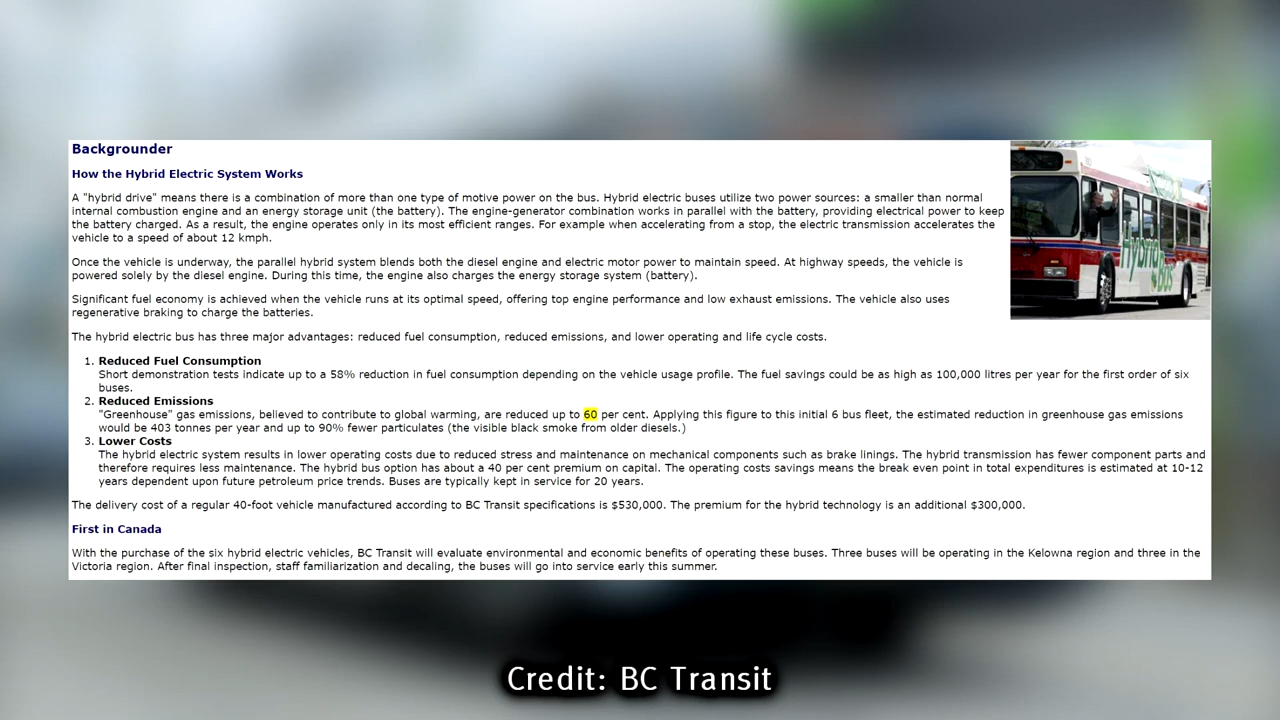 Backgrounder
How the Hybrid Electric System Works
A "hybrid drive" means there is a combination of more than one type of motive power on the bus. Hybrid electric buses utilize two power sources: a smaller than normal
internal combustion engine and an energy storage unit (the battery). The engine-generator combination works in parallel with the battery, providing electrical power to keep
the battery charged. As a result, the engine operates only in its most efficient ranges. For example when accelerating from a stop, the electric transmission accelerates the
vehicle to a speed of about 12 kmph.
Once the vehicle is underway, the parallel hybrid system blends both the diesel engine and electric motor power to maintain speed. At highway speeds, the vehicle is
powered solely by the diesel engine. During this time, the engine also charges the energy storage system (battery).
Significant fuel economy is achieved when the vehicle runs at its optimal speed, offering top engine performance and low exhaust emissions. The vehicle also uses
regenerative braking to charge the batteries.
The hybrid electric bus has three major advantages: reduced fuel consumption, reduced emissions, and lower operating and life cycle costs.
1. Reduced Fuel Consumption
Short demonstration tests indicate up to a 58% reduction in fuel consumption depending on the vehicle usage profile. The fuel savings could be as high as 100,000 litres per year for the first order of six
buses.
2. Reduced Emissions
"Greenhouse" gas emissions, believed to contribute to global warming, are reduced up to 60 per cent. Applying this figure to this initial 6 bus fleet, the estimated reduction in greenhouse gas emissions
would be 403 tonnes per year and up to 90% fewer particulates (the visible black smoke from older diesels.)
3. Lower Costs
The hybrid electric system results in lower operating costs due to reduced stress and maintenance on mechanical components such as brake linings. The hybrid transmission has fewer component parts and
therefore requires less maintenance. The hybrid bus option has about a 40 per cent premium on capital. The operating costs savings means the break even point in total expenditures is estimated at 10-12
years dependent upon future petroleum price trends. Buses are typically kept in service for 20 years.
The delivery cost of a regular 40-foot vehicle manufactured according to BC Transit specifications is $530,000. The premium for the hybrid technology is an additional $300,000.
First in Canada
With the purchase of the six hybrid electric vehicles, BC Transit will evaluate environmental and economic benefits of operating these buses. Three buses will be operating in the Kelowna region and three in the
Victoria region. After final inspection, staff familiarization and decaling, the buses will go into service early this summer.
Hybrid
Bus
Credit: BC Transit